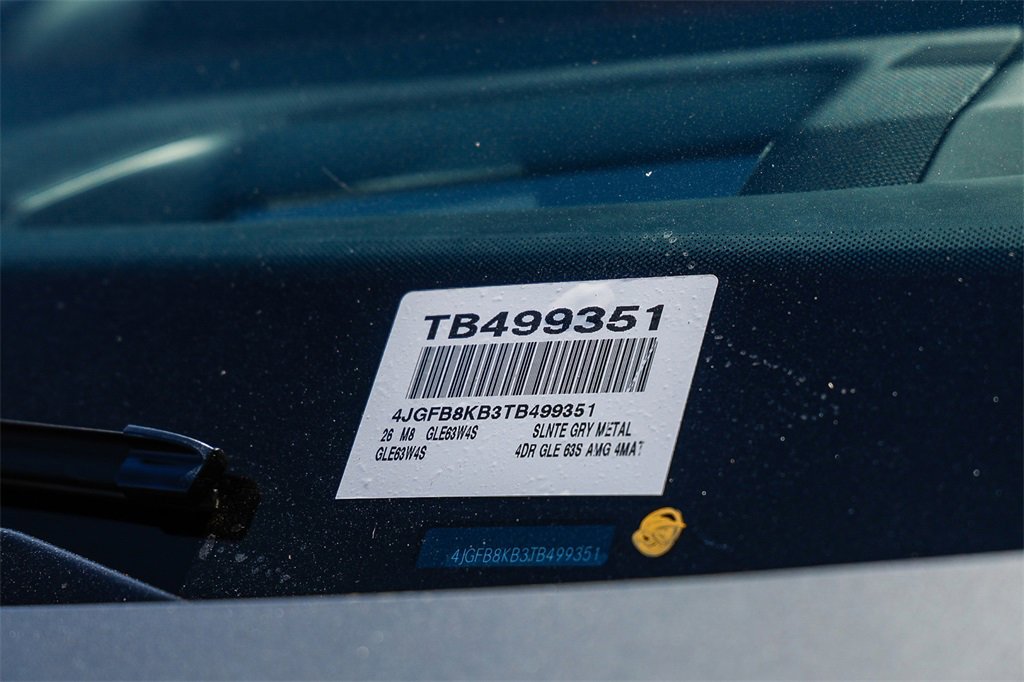 TB499351
4JGFB8KB3TB499351
26 M8 GLE63W4S SLNTE GRY METAL
GLE63W4S 4DR GLE 63S AMG 4MAT
4JGFB8KB3TB499351